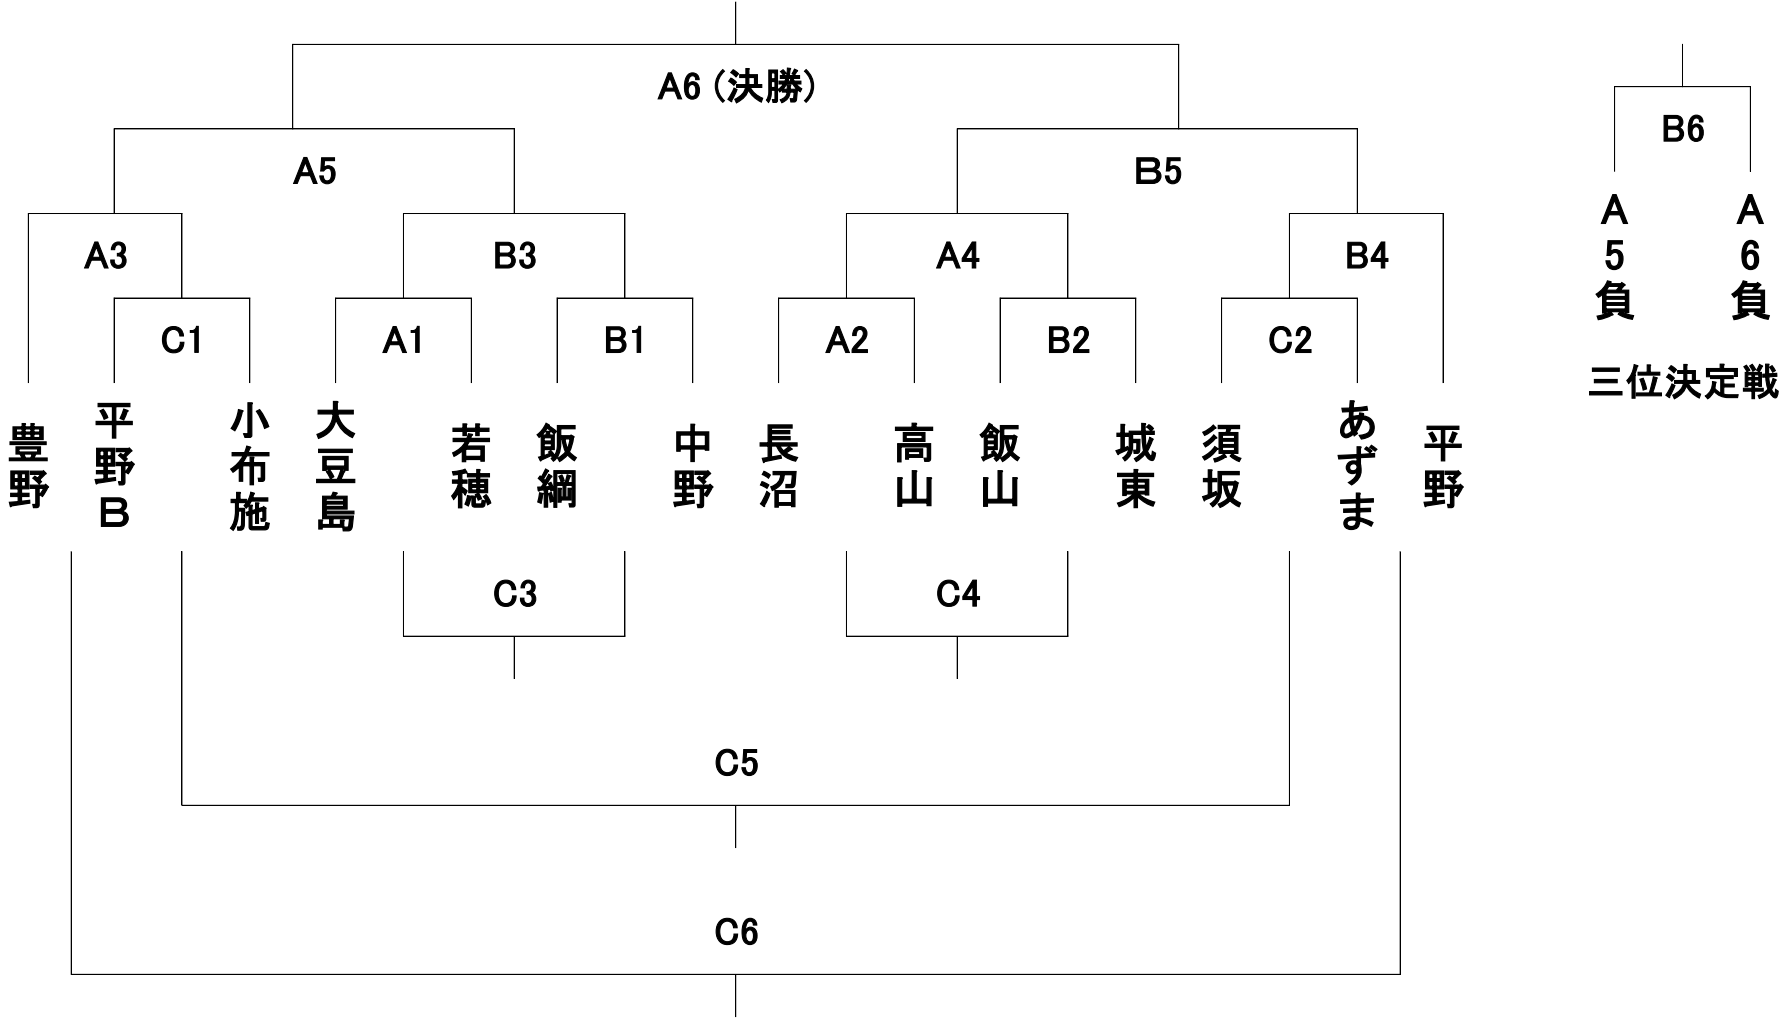 A6（決勝）
A5
B5
B6
A3
B3
A4
B4
A5負
A6負
C1
A1
B1
A2
B2
C2
三位決定戦
豊野
平野B
小布施
大豆島
若穂
飯綱
中野
長沼
高山
飯山
城東
須坂
あずま
平野
C3
C4
C5
C6